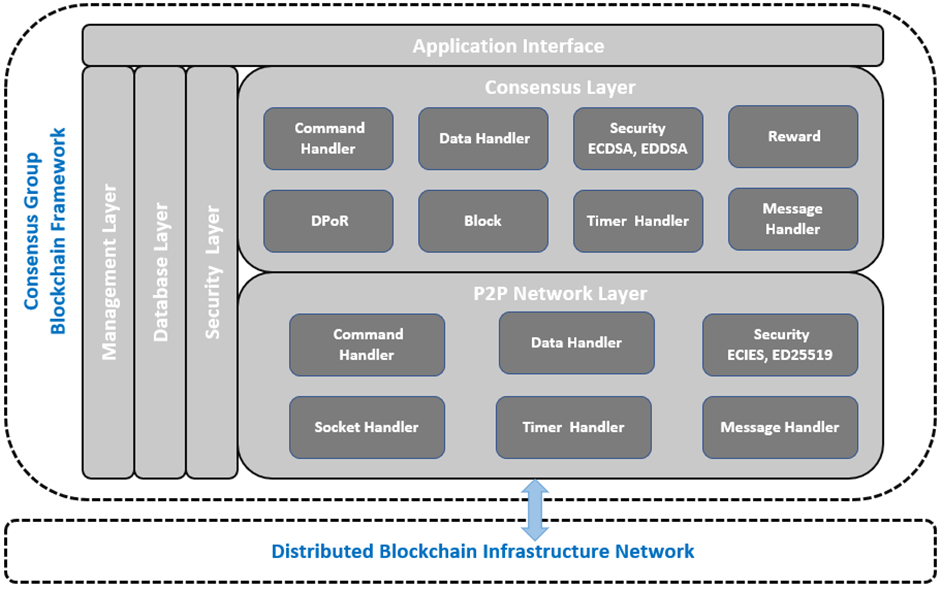 Application Interface
Consensus Group
Blockchain Framework
Management Layer
Database Layer
Security Layer
Consensus Layer
Command
Handler
Data Handler
Security
ECDSA, EDDSA
Reward
DPoR
Block
Timer Handler
Message
Handler
P2P Network Layer
Command
Handler
Data Handler
Security
ECIES, ED25519
Socket Handler
Timer Handler
Message Handler
Distributed Blockchain Infrastructure Network